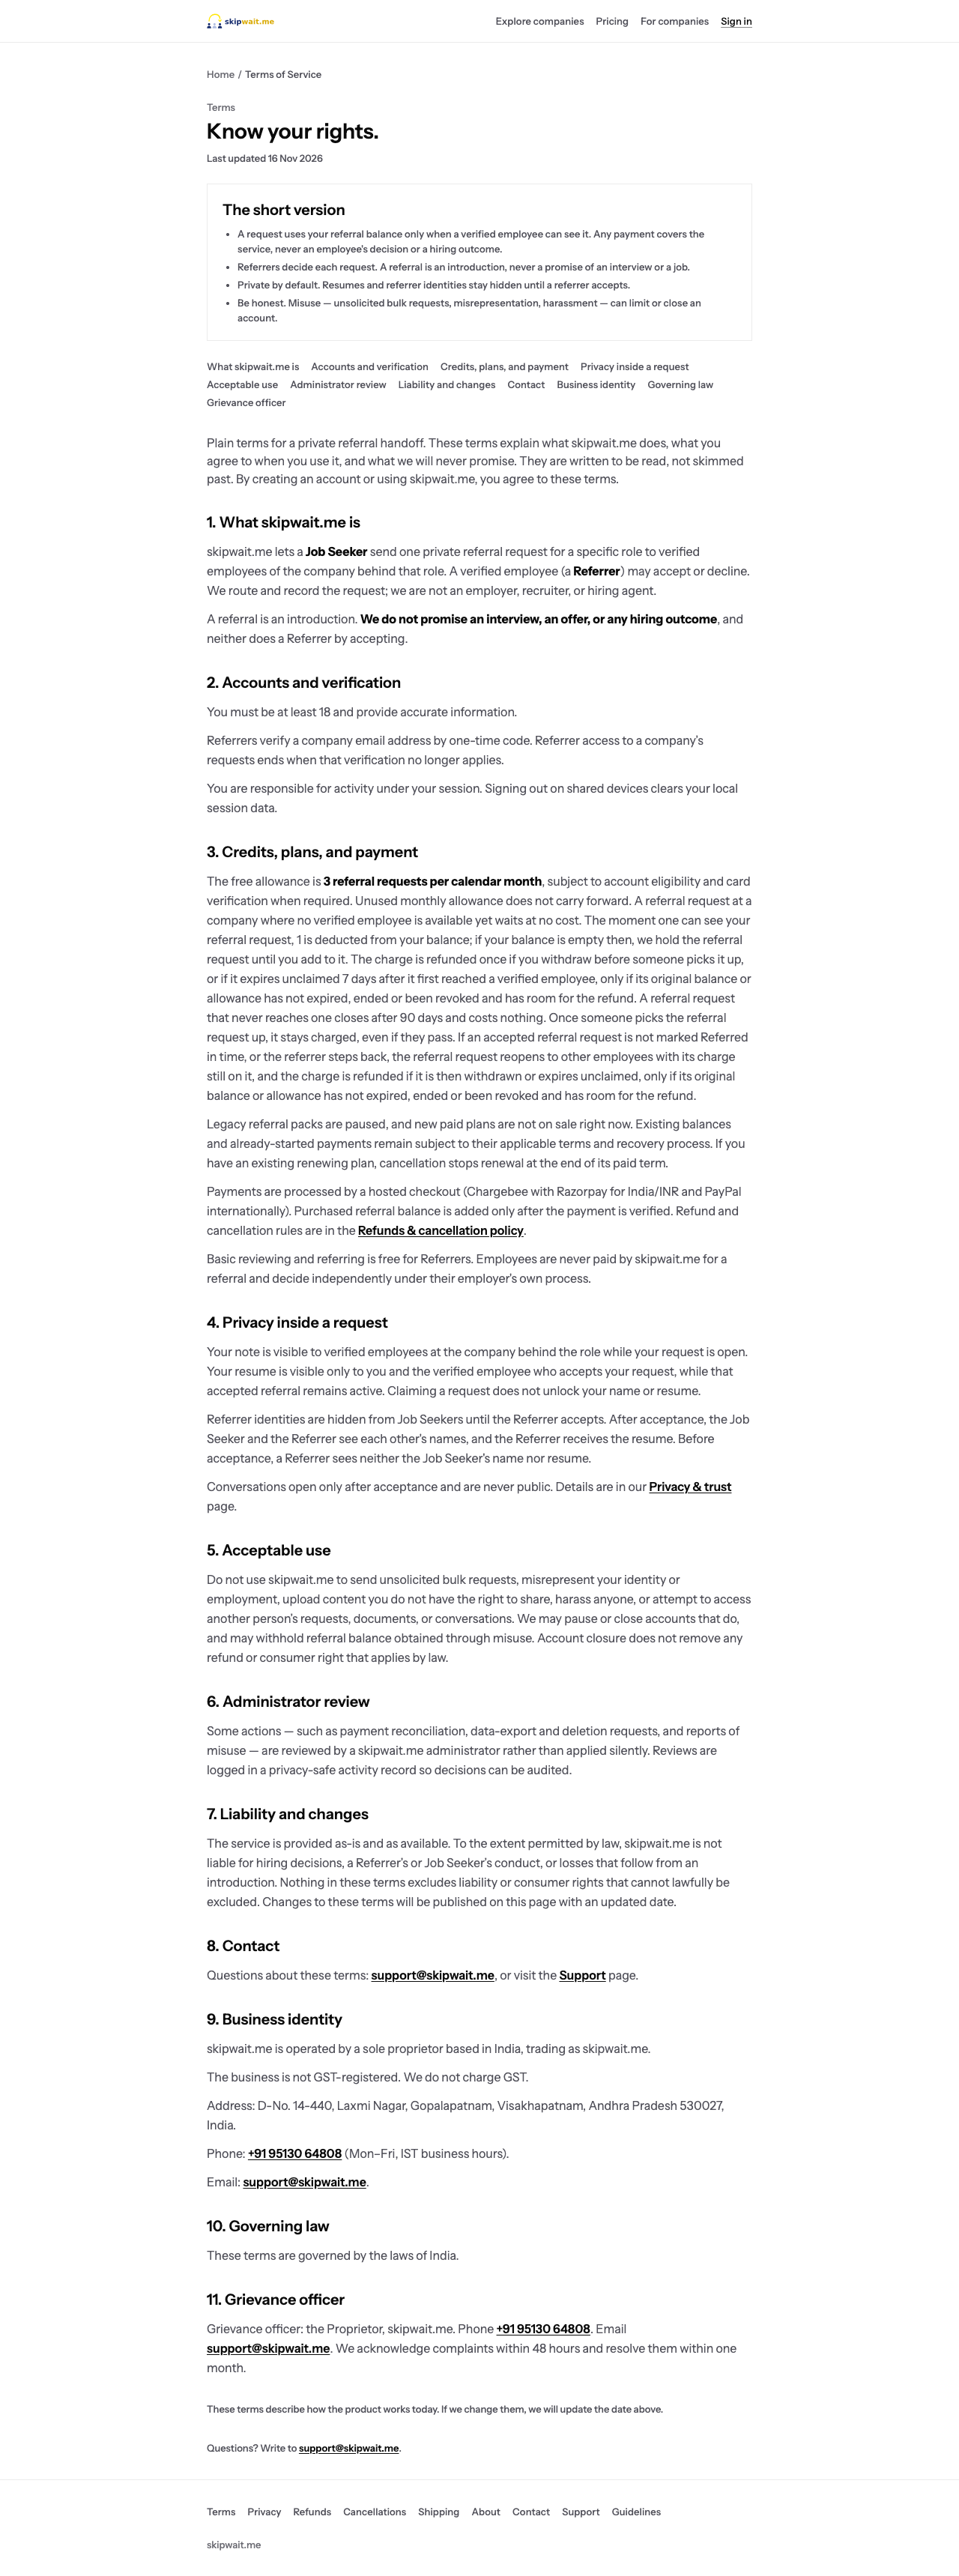 skipwait.me
Explore companies Pricing For companies Sign in
Home / Terms of Service
Terms
Know your rights.
Last updated 16 Nov 2026
The short version
• A request uses your referral balance only when a verified employee can see it. Any payment covers the
service, never an employee's decision or a hiring outcome.
• Referrers decide each request. A referral is an introduction, never a promise of an interview or a job.
• Private by default. Resumes and referrer identities stay hidden until a referrer accepts.
• Be honest. Misuse — unsolicited bulk requests, misrepresentation, harassment — can limit or close an
account.
What skipwait.me is Accounts and verification Credits, plans, and payment Privacy inside a request
Acceptable use Administrator review Liability and changes Contact Business identity Governing law
Grievance officer
Plain terms for a private referral handoff. These terms explain what skipwait.me does, what you
agree to when you use it, and what we will never promise. They are written to be read, not skimmed
past. By creating an account or using skipwait.me, you agree to these terms.
1. What skipwait.me is
skipwait.me lets a Job Seeker send one private referral request for a specific role to verified
employees of the company behind that role. A verified employee (a Referrer) may accept or decline.
We route and record the request; we are not an employer, recruiter, or hiring agent.
A referral is an introduction. We do not promise an interview, an offer, or any hiring outcome, and
neither does a Referrer by accepting.
2. Accounts and verification
You must be at least 18 and provide accurate information.
Referrers verify a company email address by one-time code. Referrer access to a company's
requests ends when that verification no longer applies.
You are responsible for activity under your session. Signing out on shared devices clears your local
session data.
3. Credits, plans, and payment
The free allowance is 3 referral requests per calendar month, subject to account eligibility and card
verification when required. Unused monthly allowance does not carry forward. A referral request at a
company where no verified employee is available yet waits at no cost. The moment one can see your
referral request, 1 is deducted from your balance; if your balance is empty then, we hold the referral
request until you add to it. The charge is refunded once if you withdraw before someone picks it up,
or if it expires unclaimed 7 days after it first reached a verified employee, only if its original balance or
allowance has not expired, ended or been revoked and has room for the refund. A referral request
that never reaches one closes after 90 days and costs nothing. Once someone picks the referral
request up, it stays charged, even if they pass. If an accepted referral request is not marked Referred
in time, or the referrer steps back, the referral request reopens to other employees with its charge
still on it, and the charge is refunded if it is then withdrawn or expires unclaimed, only if its original
balance or allowance has not expired, ended or been revoked and has room for the refund.
Legacy referral packs are paused, and new paid plans are not on sale right now. Existing balances
and already-started payments remain subject to their applicable terms and recovery process. If you
have an existing renewing plan, cancellation stops renewal at the end of its paid term.
Payments are processed by a hosted checkout (Chargebee with Razorpay for India/INR and PayPal
internationally). Purchased referral balance is added only after the payment is verified. Refund and
cancellation rules are in the Refunds & cancellation policy.
Basic reviewing and referring is free for Referrers. Employees are never paid by skipwait.me for a
referral and decide independently under their employer's own process.
4. Privacy inside a request
Your note is visible to verified employees at the company behind the role while your request is open.
Your resume is visible only to you and the verified employee who accepts your request, while that
accepted referral remains active. Claiming a request does not unlock your name or resume.
Referrer identities are hidden from Job Seekers until the Referrer accepts. After acceptance, the Job
Seeker and the Referrer see each other's names, and the Referrer receives the resume. Before
acceptance, a Referrer sees neither the Job Seeker's name nor resume.
Conversations open only after acceptance and are never public. Details are in our Privacy & trust
page.
5. Acceptable use
Do not use skipwait.me to send unsolicited bulk requests, misrepresent your identity or
employment, upload content you do not have the right to share, harass anyone, or attempt to access
another person's requests, documents, or conversations. We may pause or close accounts that do,
and may withhold referral balance obtained through misuse. Account closure does not remove any
refund or consumer right that applies by law.
6. Administrator review
Some actions — such as payment reconciliation, data-export and deletion requests, and reports of
misuse — are reviewed by a skipwait.me administrator rather than applied silently. Reviews are
logged in a privacy-safe activity record so decisions can be audited.
7. Liability and changes
The service is provided as-is and as available. To the extent permitted by law, skipwait.me is not
liable for hiring decisions, a Referrer's or Job Seeker's conduct, or losses that follow from an
introduction. Nothing in these terms excludes liability or consumer rights that cannot lawfully be
excluded. Changes to these terms will be published on this page with an updated date.
8. Contact
Questions about these terms: support@skipwait.me, or visit the Support page.
9. Business identity
skipwait.me is operated by a sole proprietor based in India, trading as skipwait.me.
The business is not GST-registered. We do not charge GST.
Address: D-No. 14-440, Laxmi Nagar, Gopalapatnam, Visakhapatnam, Andhra Pradesh 530027,
India.
Phone: +91 95130 64808 (Mon–Fri, IST business hours).
Email: support@skipwait.me.
10. Governing law
These terms are governed by the laws of India.
11. Grievance officer
Grievance officer: the Proprietor, skipwait.me. Phone +91 95130 64808. Email
support@skipwait.me. We acknowledge complaints within 48 hours and resolve them within one
month.
These terms describe how the product works today. If we change them, we will update the date above.
Questions? Write to support@skipwait.me.
Terms Privacy Refunds Cancellations Shipping About Contact Support Guidelines
skipwait.me